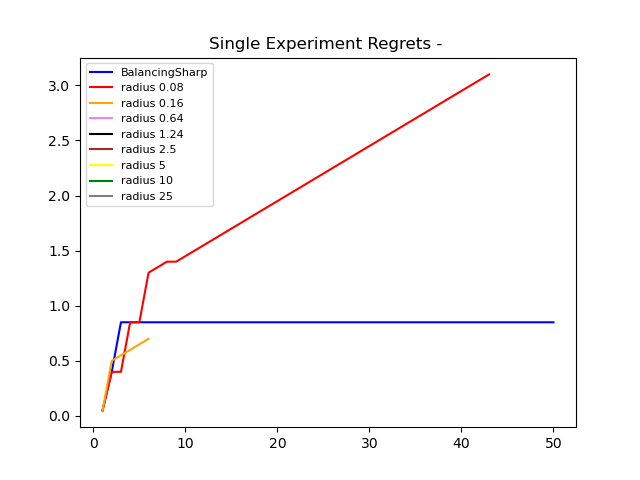 Single Experiment Regrets -
BalancingSharp
radius 0.08
radius 0.16
radius 0.64
radius 1.24
radius 2.5
radius 5
radius 10
radius 25
3.0
2.5
2.0
1.5
1.0
0.5
0.0
0 10 20 30 40 50